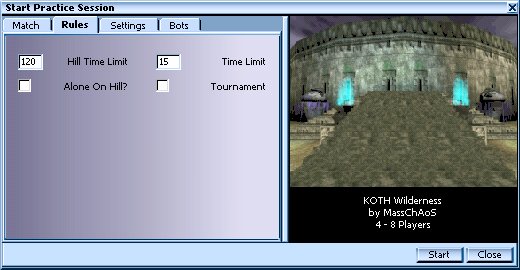 Start Practice Session
Match Rules Settings Bots
120 Hill Time Limit 15 Time Limit
Alone On Hill? Tournament
KOTH Wilderness
by MassChAoS
4 - 8 Players
Start Close